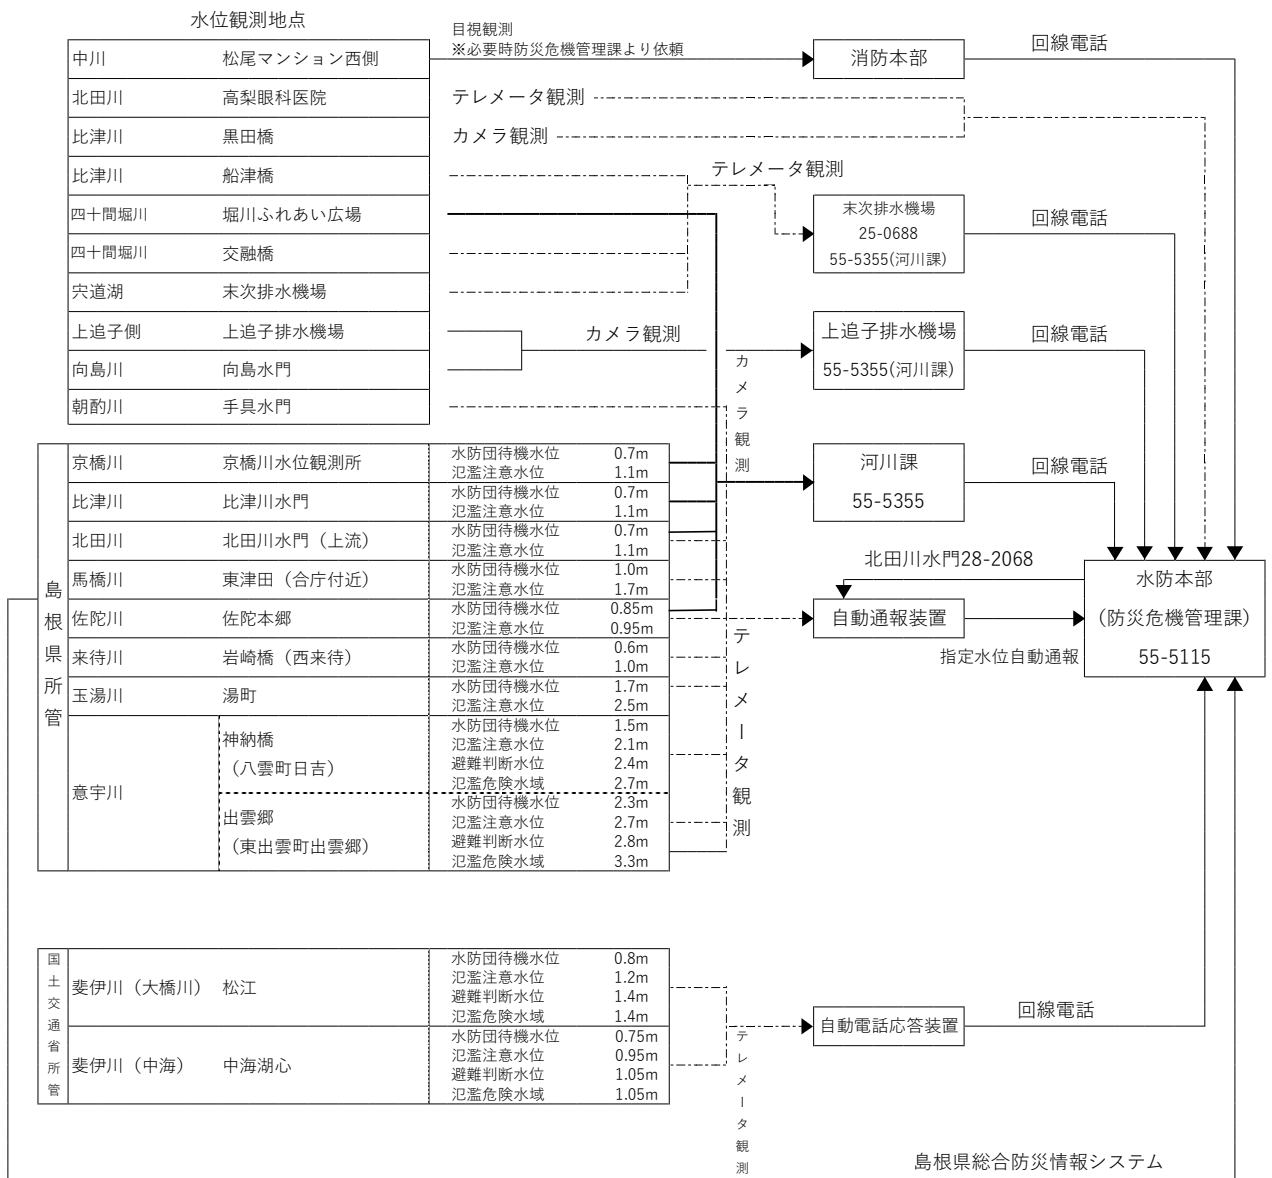 水位観測地点
目視観測
※必要時防災危機管理課より依頼
中川 松尾マンション西側
消防本部
回線電話
北田川 高梨眼科医院
テレメータ観測
比津川 黒田橋
カメラ観測
比津川 船津橋
テレメータ観測
四十間堀川 堀川ふれあい広場
末次排水機場
25-0688
55-5355(河川課)
回線電話
四十間堀川 交融橋
宍道湖 末次排水機場
上追子側 上追子排水機場
カメラ観測
上追子排水機場
55-5355(河川課)
回線電話
向島川 向島水門
朝酌川 手具水門
カメラ観測
島根県所管
京橋川 京橋川水位観測所
水防団待機水位 0.7m
氾濫注意水位 1.1m
河川課
55-5355
回線電話
比津川 比津川水門
水防団待機水位 0.7m
氾濫注意水位 1.1m
北田川 北田川水門（上流）
水防団待機水位 0.7m
氾濫注意水位 1.1m
馬橋川 東津田（合庁付近）
水防団待機水位 1.0m
氾濫注意水位 1.7m
北田川水門28-2068
水防本部
(防災危機管理課)
55-5115
佐陀川 佐陀本郷
水防団待機水位 0.85m
氾濫注意水位 0.95m
自動通報装置
指定水位自動通報
来待川 岩崎橋（西来待）
水防団待機水位 0.6m
氾濫注意水位 1.0m
玉湯川 湯町
水防団待機水位 1.7m
氾濫注意水位 2.5m
テレメータ観測
意宇川
神納橋
（八雲町日吉）
水防団待機水位 1.5m
氾濫注意水位 2.1m
避難判断水位 2.4m
氾濫危険水域 2.7m
出雲郷
（東出雲町出雲郷）
水防団待機水位 2.3m
氾濫注意水位 2.7m
避難判断水位 2.8m
氾濫危険水域 3.3m
国土交通省所管
斐伊川（大橋川） 松江
水防団待機水位 0.8m
氾濫注意水位 1.2m
避難判断水位 1.4m
氾濫危険水域 1.4m
自動電話応答装置
回線電話
斐伊川（中海） 中海湖心
水防団待機水位 0.75m
氾濫注意水位 0.95m
避難判断水位 1.05m
氾濫危険水域 1.05m
テレメータ観測
島根県総合防災情報システム